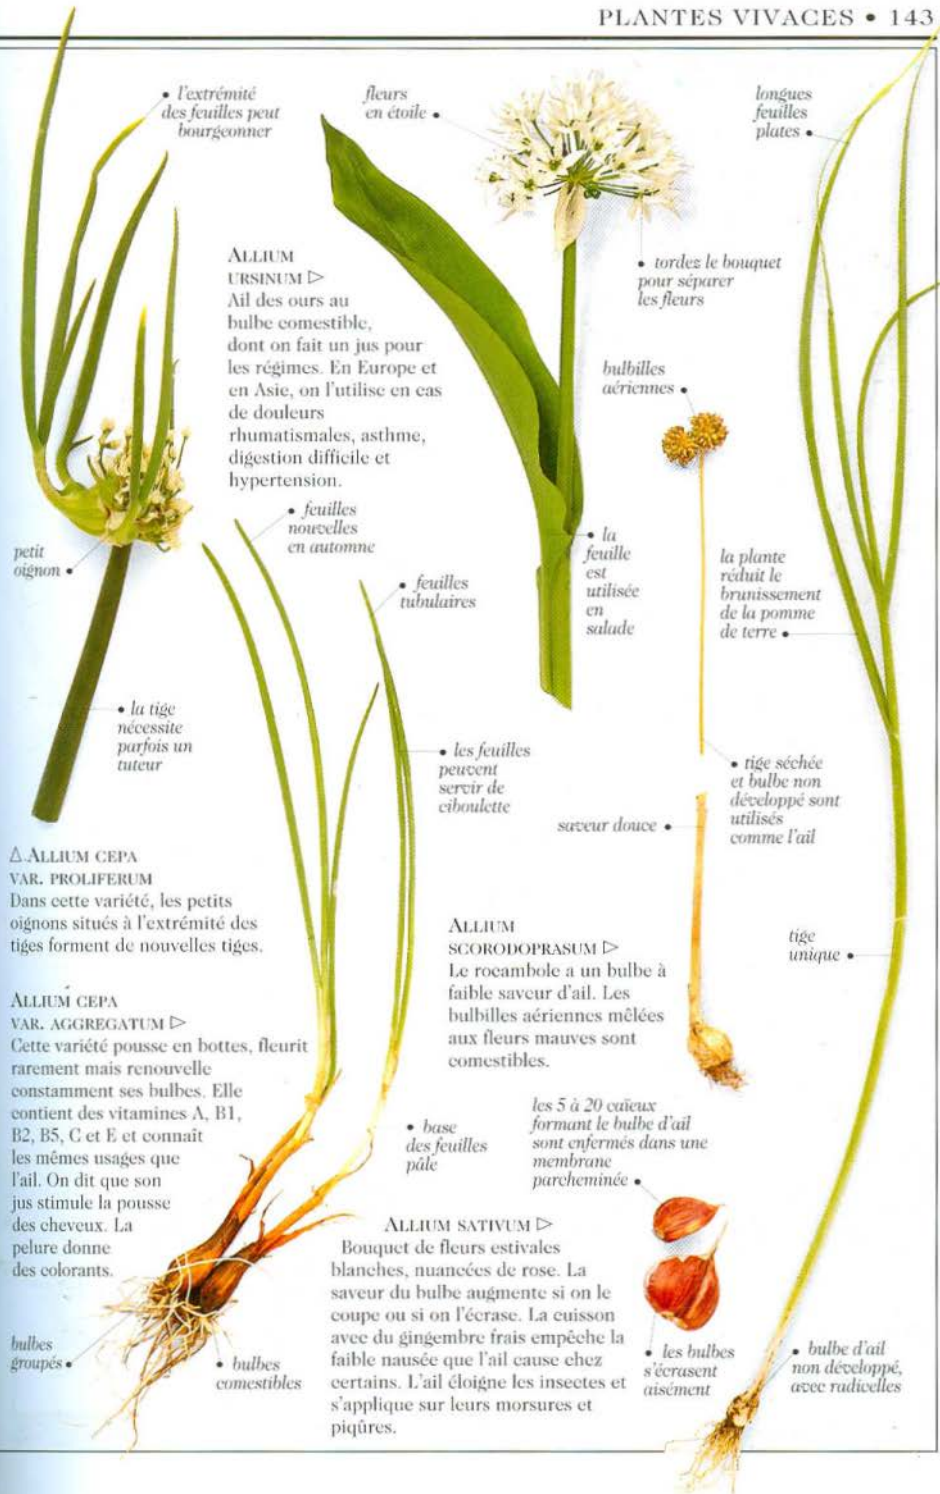 PLANTES VIVACES • 143
• l'extrémité
des feuilles peut
bourgeonner
fleurs
en étoile •
longues
feuilles
plates •
ALLIUM
URSINUM ▷
Ail des ours au
bulbe comestible,
dont on fait un jus pour
les régimes. En Europe et
en Asie, on l'utilise en cas
de douleurs
rhumatismales, asthme,
digestion difficile et
hypertension.
• tordez le bouquet
pour séparer
les fleurs
bulbilles
aériennes •
• feuilles
nouvelles
en automne
petit
oignon •
• feuilles
tubulaires
• la
feuille
est
utilisée
en
salade
la plante
réduit le
brunissement
de la pomme
de terre •
• la tige
nécessite
parfois un
tuteur
• les feuilles
peuvent
servir de
ciboulette
• tige séchée
et bulbe non
développé sont
utilisés
comme l'ail
saveur douce •
△ ALLIUM CEPA
VAR. PROLIFERUM
Dans cette variété, les petits
oignons situés à l'extrémité des
tiges forment de nouvelles tiges.
ALLIUM
SCORODOPRASUM ▷
Le rocambole a un bulbe à
faible saveur d'ail. Les
bulbilles aériennes mêlées
aux fleurs mauves sont
comestibles.
tige
unique •
ALLIUM CEPA
VAR. AGGREGATUM ▷
Cette variété pousse en bottes, fleurit
rarement mais renouvelle
constamment ses bulbes. Elle
contient des vitamines A, B1,
B2, B5, C et E et connaît
les mêmes usages que
l'ail. On dit que son
jus stimule la pousse
des cheveux. La
pelure donne
des colorants.
• base
des feuilles
pâle
les 5 à 20 caïeux
formant le bulbe d'ail
sont enfermés dans une
membrane
parcheminée •
ALLIUM SATIVUM ▷
Bouquet de fleurs estivales
blanches, nuancées de rose. La
saveur du bulbe augmente si on le
coupe ou si on l'écrase. La cuisson
avec du gingembre frais empêche la
faible nausée que l'ail cause chez
certains. L'ail éloigne les insectes et
s'applique sur leurs morsures et
piqûres.
bulbes
groupés •
• bulbes
comestibles
• les bulbes
s'écrasent
aisément
• bulbe d'ail
non développé,
avec radicelles